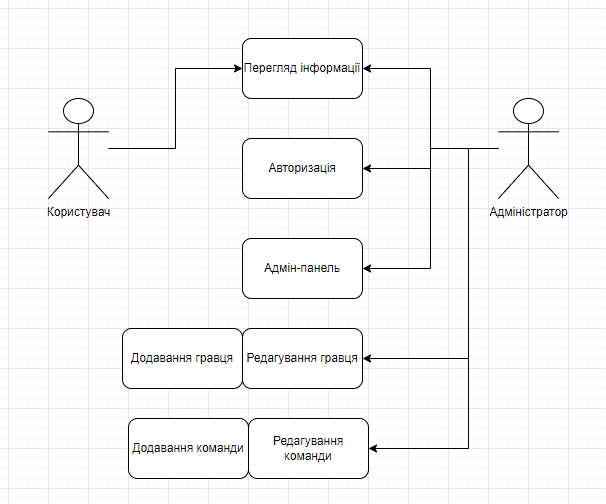 Перегляд інформації
Авторизація
Користувач
Адміністратор
Адмін-панель
Додавання гравця
Редагування гравця
Додавання команди
Редагування
команди